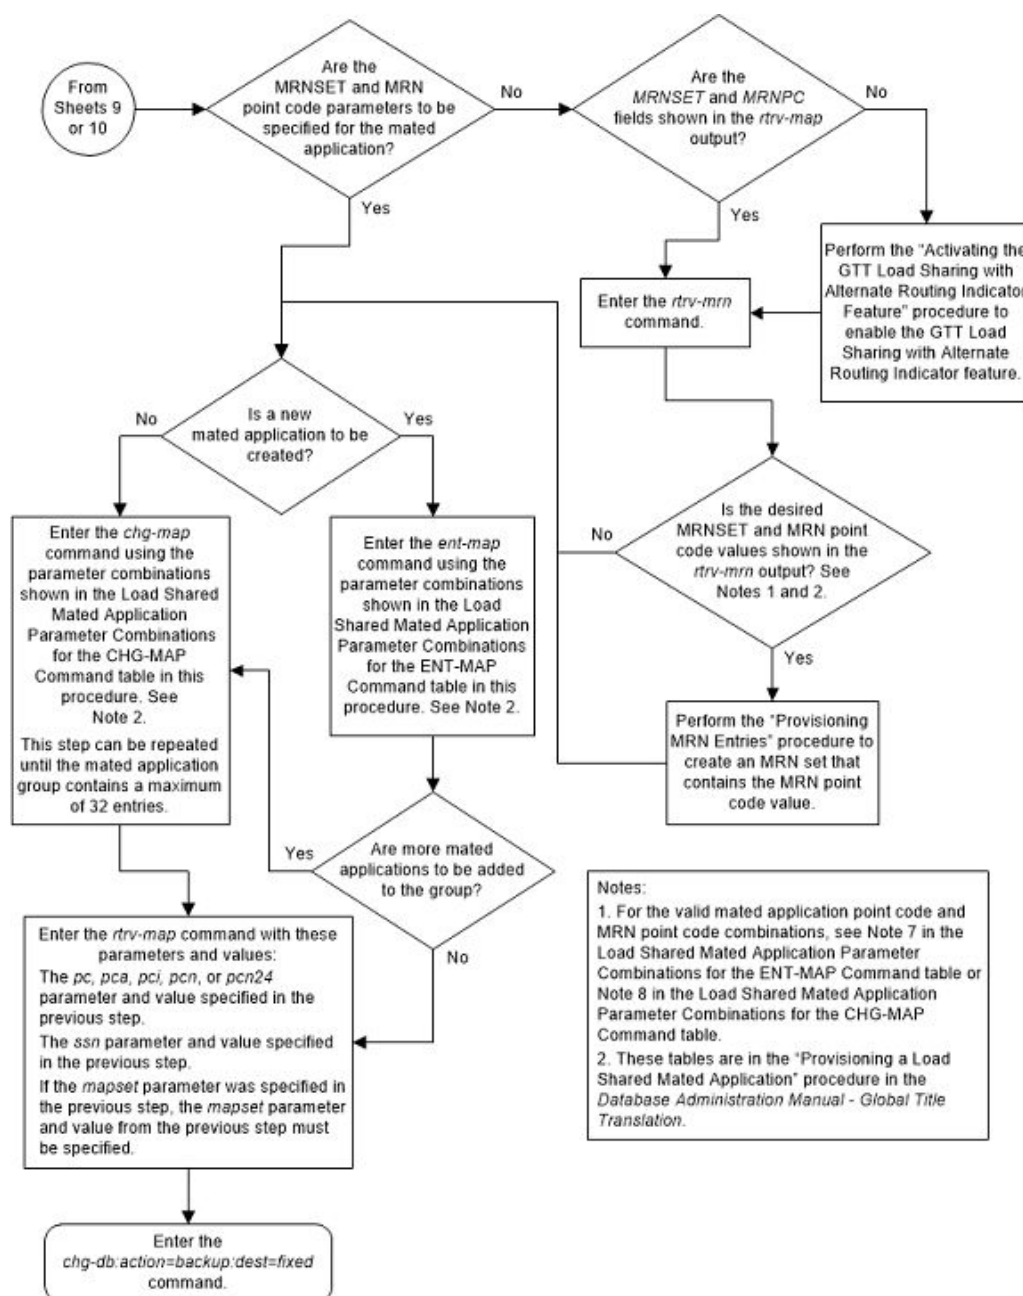 From
Sheets 9
or 10
Are the
MRNSET and MRN
point code parameters to be
specified for the mated
application?
No
Are the
MRNSET and MRNPC
fields shown in the rtrv-map
output?
No
Yes
Yes
Perform the "Activating the
GTT Load Sharing with
Alternate Routing Indicator
Feature" procedure to
enable the GTT Load
Sharing with Alternate
Routing Indicator feature.
Enter the rtrv-mrn
command.
Is a new
mated application to be
created?
No
Yes
Is the desired
MRNSET and MRN point
code values shown in the
rtrv-mrn output? See
Notes 1 and 2.
No
Yes
Enter the chg-map
command using the
parameter combinations
shown in the Load Shared
Mated Application
Parameter Combinations
for the CHG-MAP
Command table in this
procedure. See
Note 2.
This step can be repeated
until the mated application
group contains a maximum
of 32 entries.
Enter the ent-map
command using the
parameter combinations
shown in the Load
Shared Mated Application
Parameter Combinations
for the ENT-MAP
Command table in this
procedure. See Note 2.
Perform the "Provisioning
MRN Entries" procedure to
create an MRN set that
contains the MRN point
code value.
Are more mated
applications to be added
to the group?
Yes
No
Enter the rtrv-map command with these
parameters and values:
The pc, pca, pci, pcn, or pcn24
parameter and value specified in the
previous step.
The ssn parameter and value specified
in the previous step.
If the mapset parameter was specified in
the previous step, the mapset parameter
and value from the previous step must
be specified.
Notes:
1. For the valid mated application point code and
MRN point code combinations, see Note 7 in the
Load Shared Mated Application Parameter
Combinations for the ENT-MAP Command table or
Note 8 in the Load Shared Mated Application
Parameter Combinations for the CHG-MAP
Command table.
2. These tables are in the "Provisioning a Load
Shared Mated Application" procedure in the
Database Administration Manual - Global Title
Translation.
Enter the
chg-db:action=backup:dest=fixed
command.